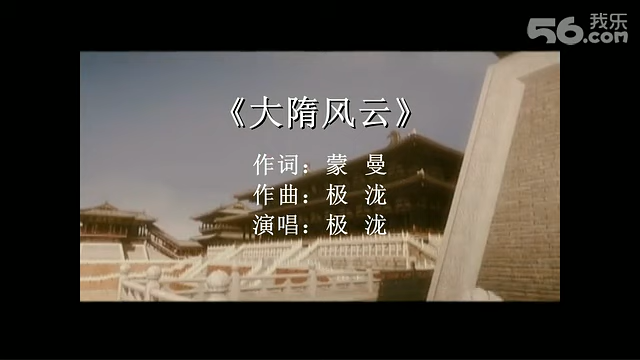 56我乐.com
《大隋风云》
作词：蒙 曼
作曲：极 泷
演唱：极 泷